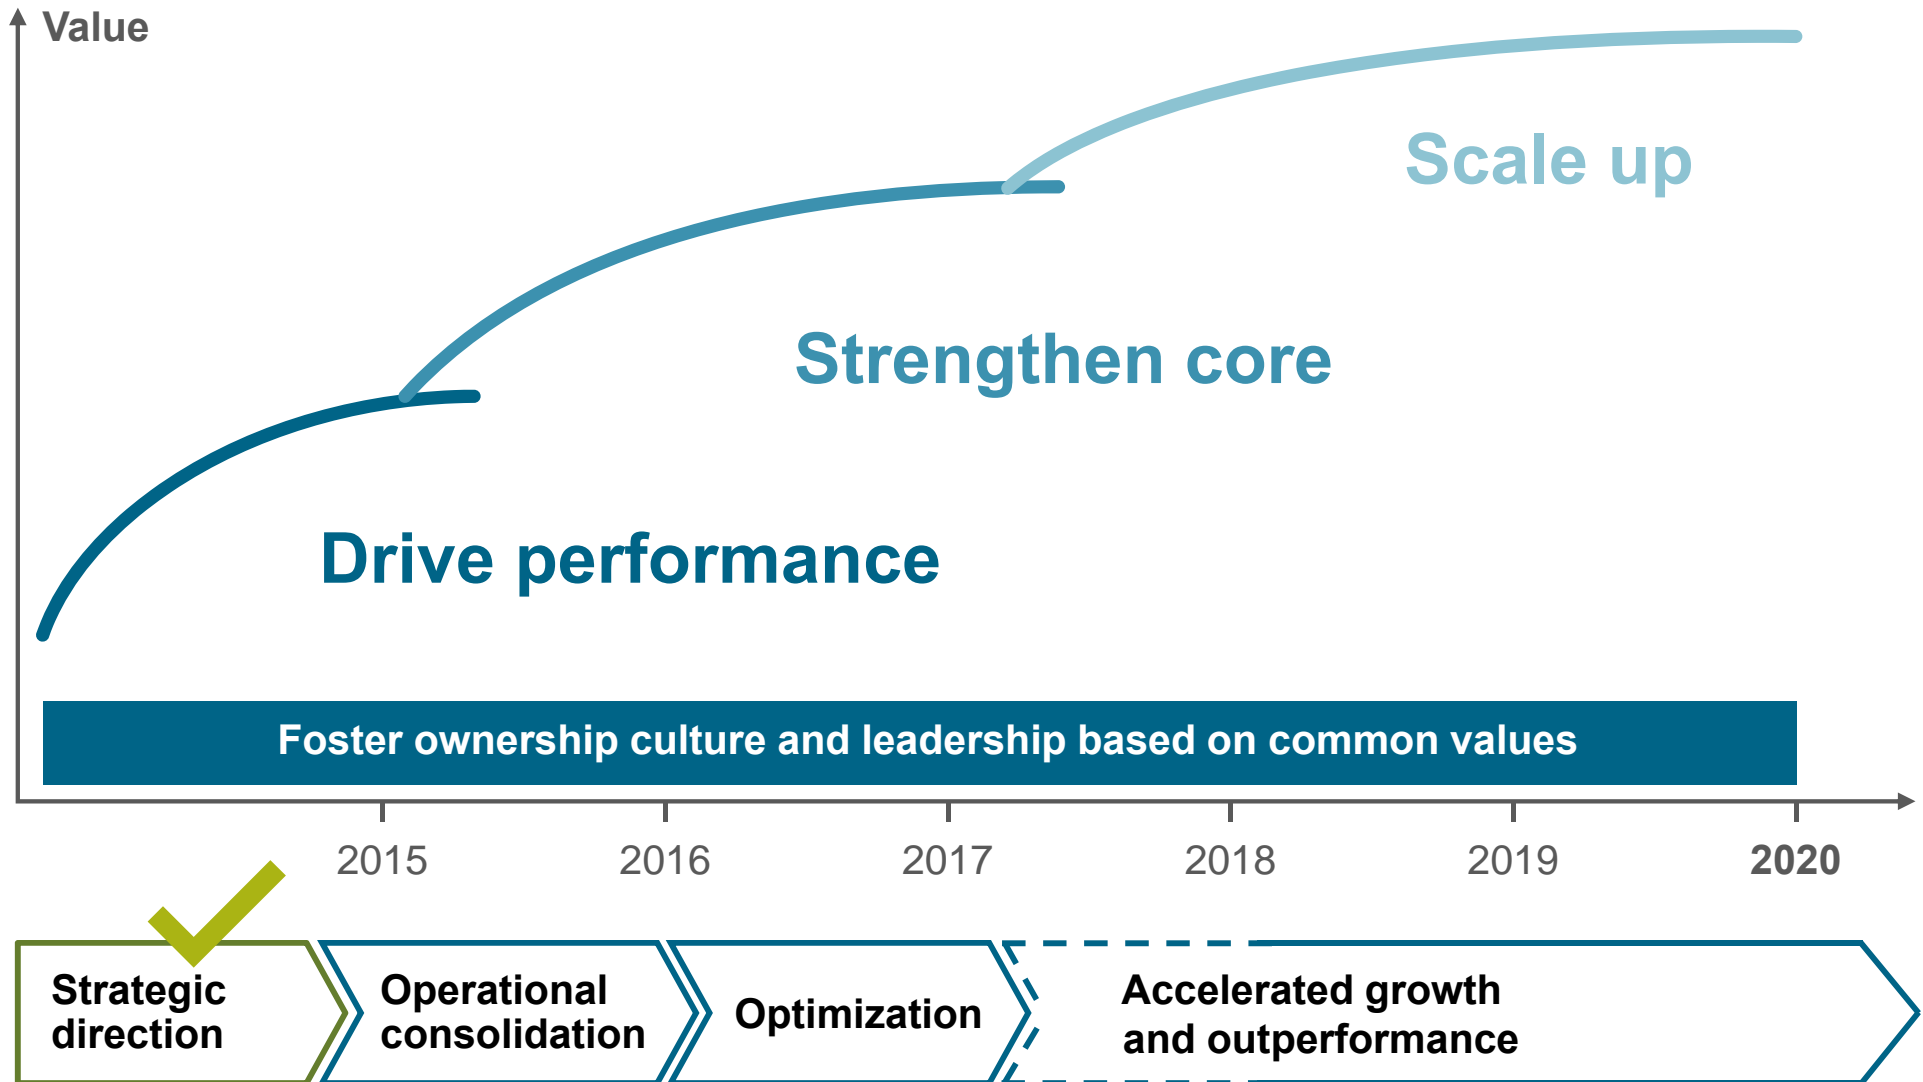 Value
Scale up
Strengthen core
Drive performance
Foster ownership culture and leadership based on common values
2015
2016
2017
2018
2019
2020
Strategic
direction
Operational
consolidation
Optimization
Accelerated growth
and outperformance